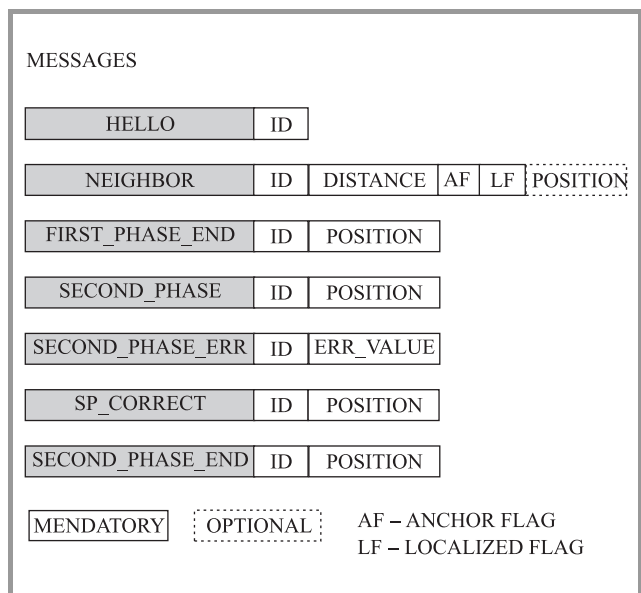 MESSAGES
HELLO ID
NEIGHBOR ID DISTANCE AF LF POSITION
FIRST_PHASE_END ID POSITION
SECOND_PHASE ID POSITION
SECOND_PHASE_ERR ID ERR_VALUE
SP_CORRECT ID POSITION
SECOND_PHASE_END ID POSITION
MENDATORY OPTIONAL AF – ANCHOR FLAG
LF – LOCALIZED FLAG